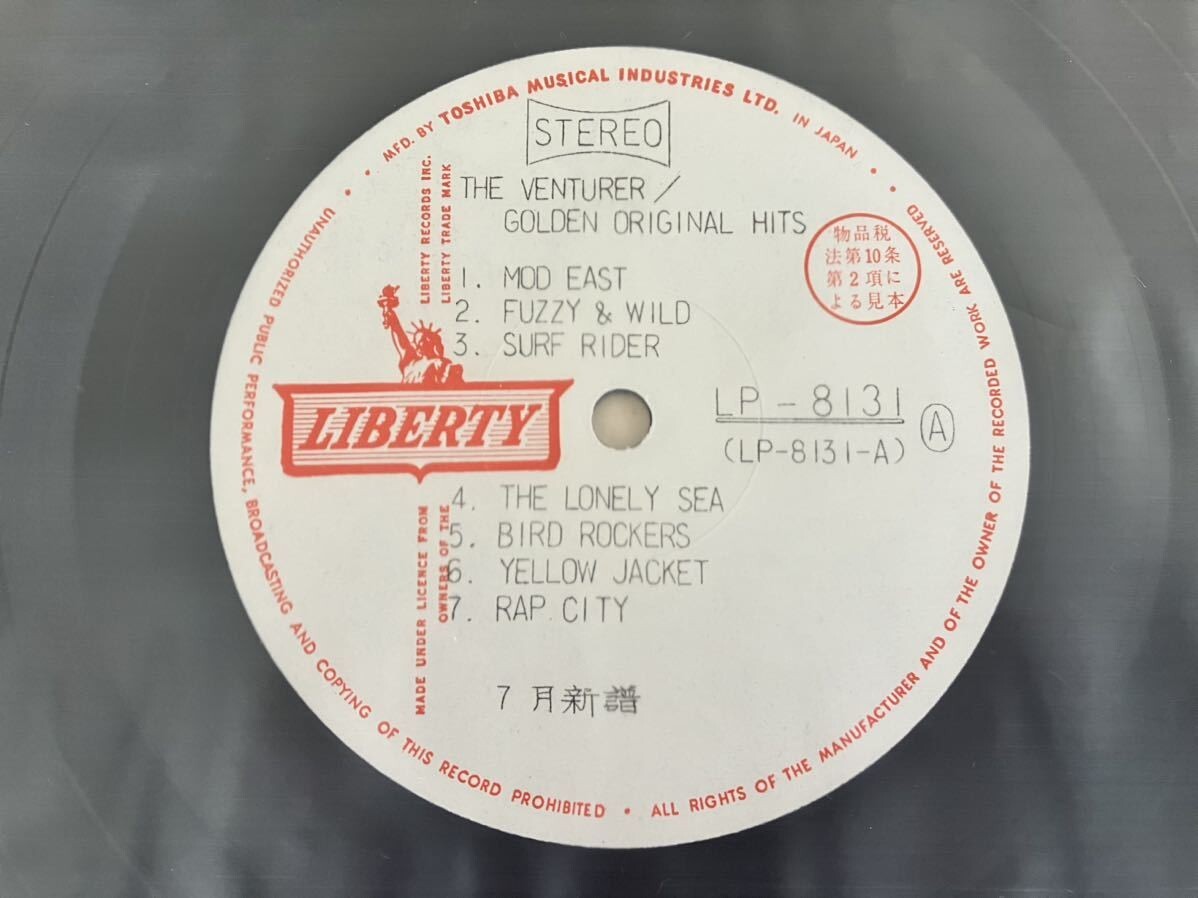 MFD. BY TOSHIBA MUSICAL INDUSTRIES LTD. IN JAPAN
STEREO
THE VENTURER /
GOLDEN ORIGINAL HITS
LIBERTY RECORDS INC.
LIBERTY TRADE MARK
物品税
法第10条
第2項に
よる見本
1. MOD EAST
2. FUZZY & WILD
3. SURF RIDER
LIBERTY
LP-8131
(LP-8131-A)
A
4. THE LONELY SEA
5. BIRD ROCKERS
6. YELLOW JACKET
7. RAP CITY
MADE UNDER LICENCE FROM
OWNERS OF THE
7月新譜
UNAUTHORIZED PUBLIC PERFORMANCE, BROADCASTING AND COPYING OF THIS RECORD PROHIBITED • ALL RIGHTS OF THE MANUFACTURER AND OF THE OWNER OF THE RECORDED WORK ARE RESERVED